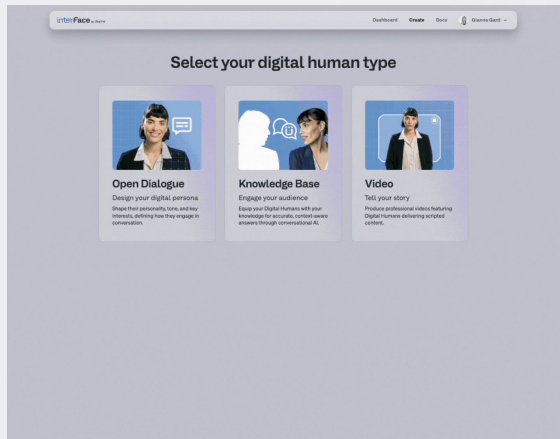 interFace
Dashboard
Create
Docs
Gianna Gard
Select your digital human type
Open Dialogue
Design your digital persona
Shape their personality, tone, and key
interests, defining how they engage in
conversation.
Knowledge Base
Engage your audience
Equip your Digital Humans with your
knowledge for accurate, context-aware
answers through conversational AI.
Video
Tell your story
Produce professional videos featuring
Digital Humans delivering scripted
content.